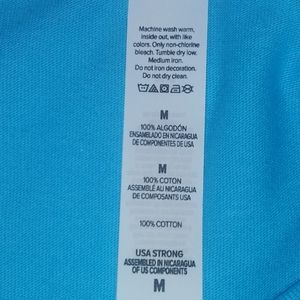 Machine wash warm,
inside out, with like
colors. Only non-chlorine
bleach. Tumble dry low.
Medium iron.
Do not iron decoration.
Do not dry clean.
M
100% ALGODÓN
ENSAMBLADO EN NICARAGUA
DE COMPONENTES DE USA
M
100% COTON
ASSEMBLÉ AU NICARAGUA
DE COMPOSANTS USA
100% COTTON
USA STRONG
ASSEMBLED IN NICARAGUA
OF US COMPONENTS
M